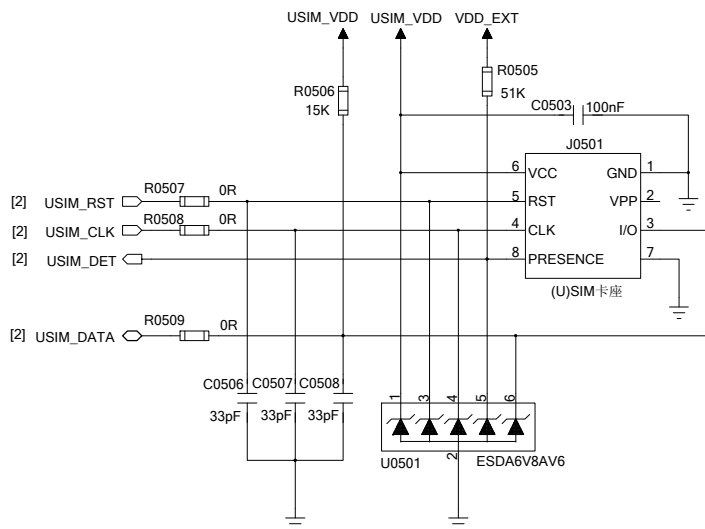 USIM_VDD USIM_VDD VDD_EXT
R0505
R0506 51K
15K C0503 100nF
J0501
6 VCC GND 1
[2] USIM_RST R0507 0R 5 RST VPP 2
[2] USIM_CLK R0508 0R 4 CLK I/O 3
[2] USIM_DET 8 PRESENCE 7
(U)SIM卡座
[2] USIM_DATA R0509 0R
C0506 C0507 C0508 1 3 4 5 6
33pF 33pF 33pF
U0501 2 ESDA6V8AV6